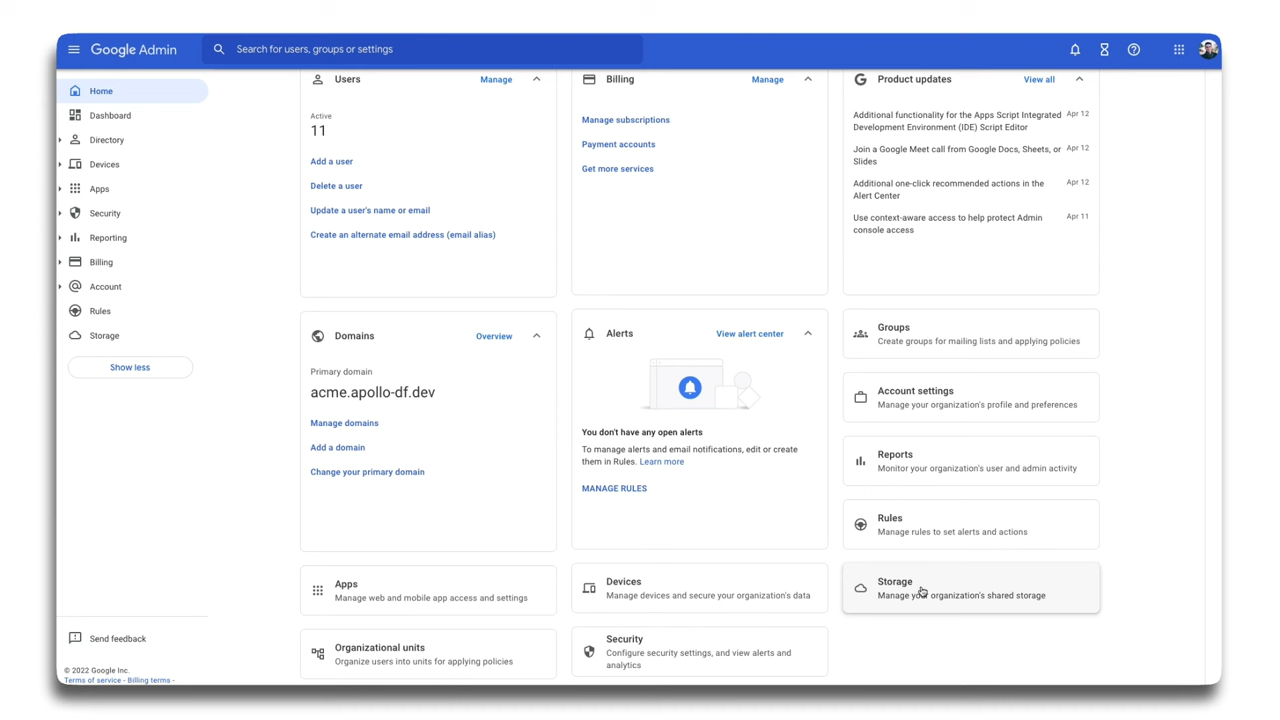 Google Admin
Search for users, groups or settings
Home
Dashboard
Directory
Devices
Apps
Security
Reporting
Billing
Account
Rules
Storage
Show less
Send feedback
© 2022 Google Inc.
Terms of service - Billing terms -
Users
Manage
Active
11
Add a user
Delete a user
Update a user's name or email
Create an alternate email address (email alias)
Billing
Manage
Manage subscriptions
Payment accounts
Get more services
Product updates
View all
Additional functionality for the Apps Script Integrated
Development Environment (IDE) Script Editor
Apr 12
Join a Google Meet call from Google Docs, Sheets, or
Slides
Apr 12
Additional one-click recommended actions in the
Alert Center
Apr 12
Use context-aware access to help protect Admin
console access
Apr 11
Domains
Overview
Primary domain
acme.apollo-df.dev
Manage domains
Add a domain
Change your primary domain
Alerts
View alert center
You don't have any open alerts
To manage alerts and email notifications, edit or create
them in Rules. Learn more
MANAGE RULES
Groups
Create groups for mailing lists and applying policies
Account settings
Manage your organization's profile and preferences
Reports
Monitor your organization's user and admin activity
Rules
Manage rules to set alerts and actions
Storage
Manage your organization's shared storage
Apps
Manage web and mobile app access and settings
Devices
Manage devices and secure your organization's data
Organizational units
Organize users into units for applying policies
Security
Configure security settings, and view alerts and
analytics